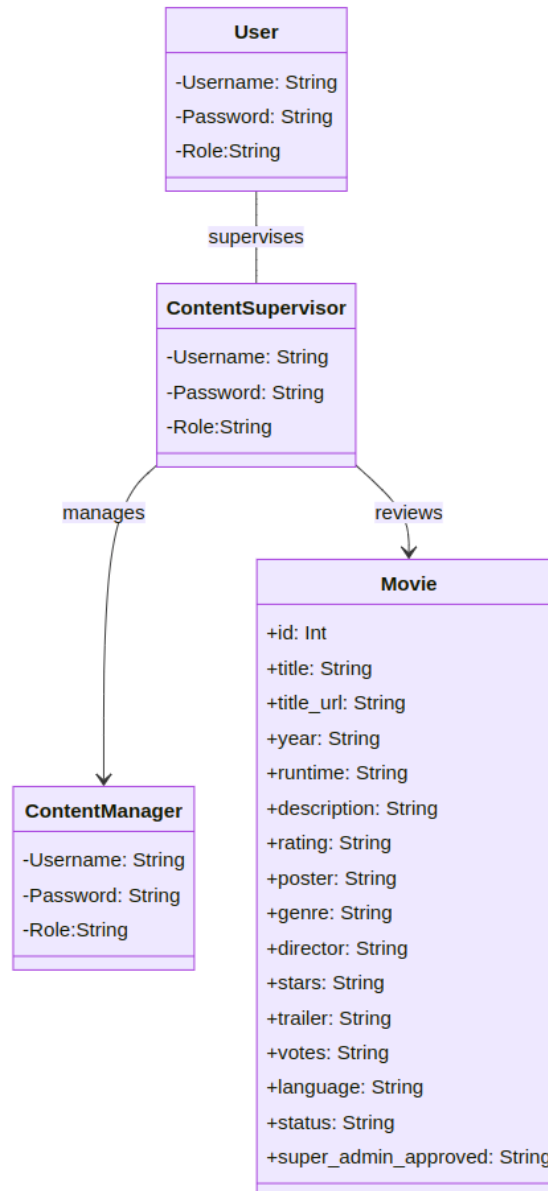 User
-Username: String
-Password: String
-Role:String
supervises
ContentSupervisor
-Username: String
-Password: String
-Role:String
manages
reviews
Movie
+id: Int
+title: String
+title_url: String
+year: String
+runtime: String
+description: String
+rating: String
+poster: String
+genre: String
+director: String
+stars: String
+trailer: String
+votes: String
+language: String
+status: String
+super_admin_approved: String
ContentManager
-Username: String
-Password: String
-Role:String